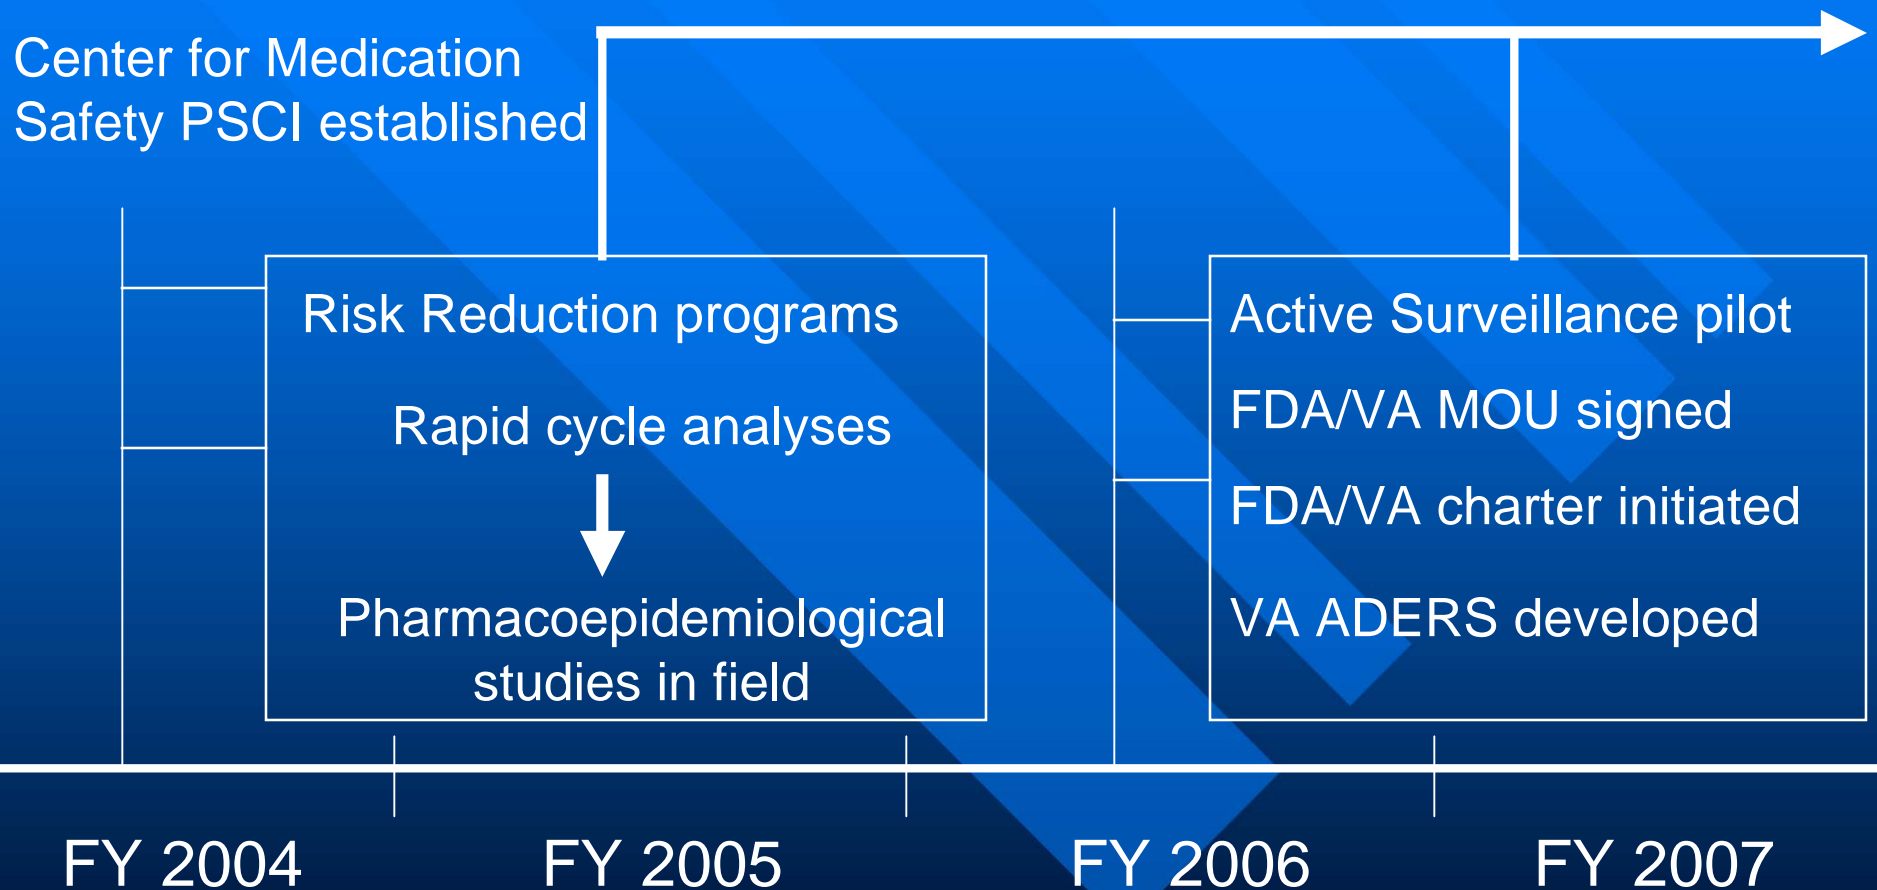 Center for Medication
Safety PSCI established
Risk Reduction programs
Rapid cycle analyses
Pharmacoepidemiological
studies in field
Active Surveillance pilot
FDA/VA MOU signed
FDA/VA charter initiated
VA ADERS developed
FY 2004
FY 2005
FY 2006
FY 2007